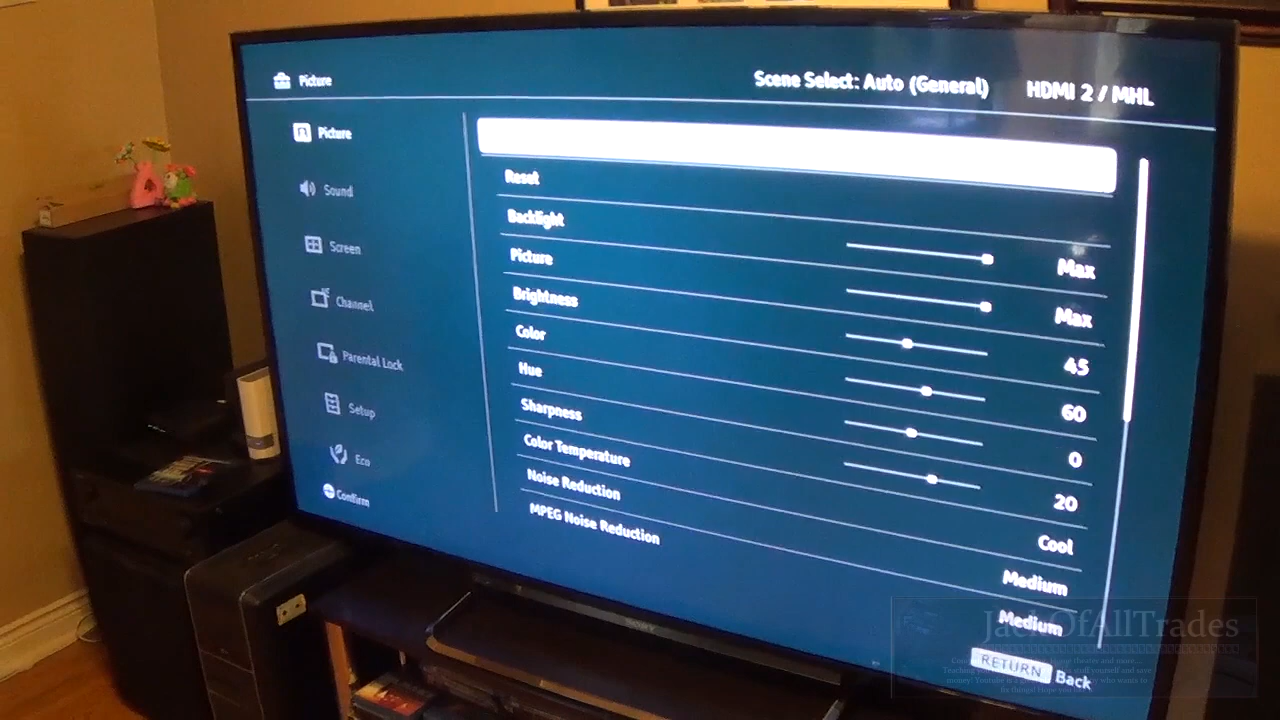 Picture
Scene Select: Auto (General)
HDMI 2 / MHL
Picture
Sound
Screen
Channel
Parental Lock
Setup
Eco
Confirm
Reset
Backlight Max
Picture Max
Brightness 45
Color 60
Hue 0
Sharpness 20
Color Temperature Cool
Noise Reduction Medium
MPEG Noise Reduction Medium
RETURN Back
SONY
JackOfAllTrades